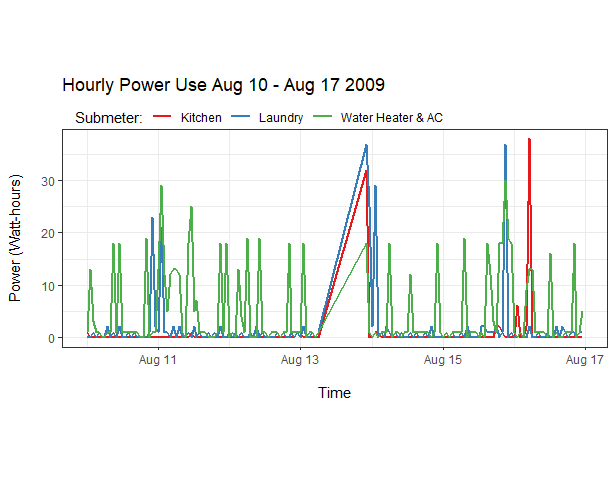 Hourly Power Use Aug 10 - Aug 17 2009
Submeter: Kitchen Laundry Water Heater & AC
Power (Watt-hours)
30
20
10
0
Aug 11 Aug 13 Aug 15 Aug 17
Time